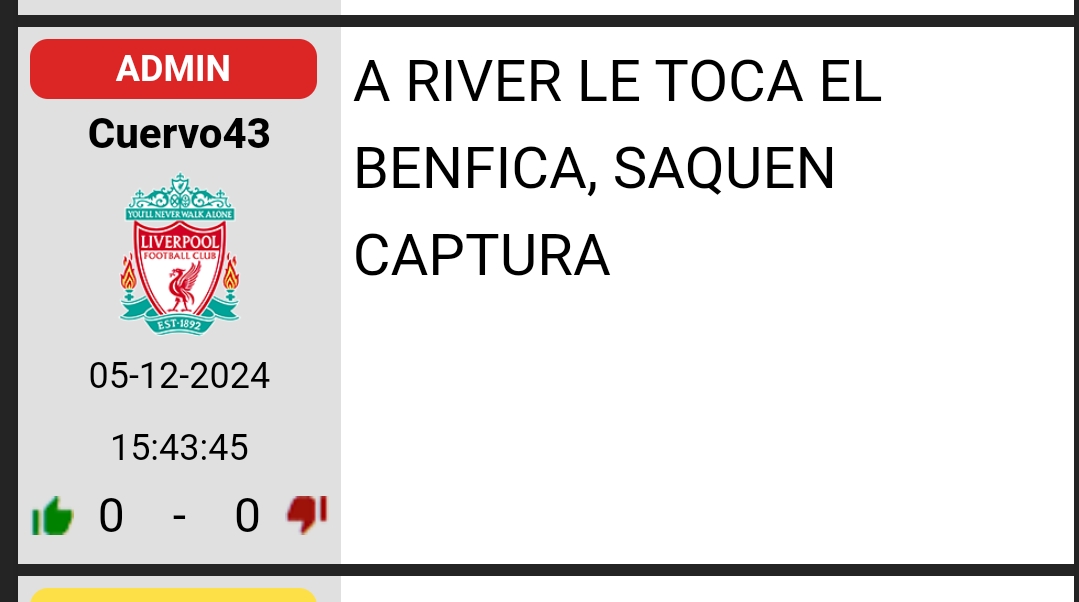 ADMIN
Cuervo43
YOU'LL NEVER WALK ALONE
LIVERPOOL
FOOTBALL CLUB
EST·1892
05-12-2024
15:43:45
0 - 0
A RIVER LE TOCA EL
BENFICA, SAQUEN
CAPTURA